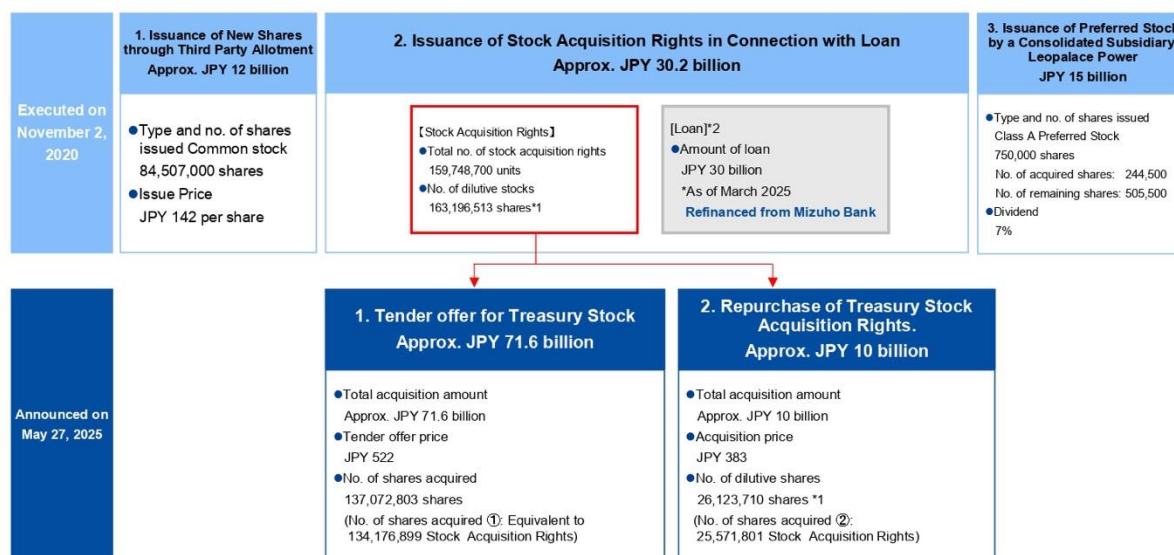 Executed on
November 2,
2020
1. Issuance of New Shares
through Third Party Allotment
Approx. JPY 12 billion
●Type and no. of shares
issued Common stock
84,507,000 shares
●Issue Price
JPY 142 per share
2. Issuance of Stock Acquisition Rights in Connection with Loan
Approx. JPY 30.2 billion
【Stock Acquisition Rights】
●Total no. of stock acquisition rights
159,748,700 units
●No. of dilutive stocks
163,196,513 shares*1
[Loan]*2
●Amount of loan
JPY 30 billion
*As of March 2025
Refinanced from Mizuho Bank
3. Issuance of Preferred Stock
by a Consolidated Subsidiary
Leopalace Power
JPY 15 billion
●Type and no. of shares issued
Class A Preferred Stock
750,000 shares
No. of acquired shares: 244,500
No. of remaining shares: 505,500
●Dividend
7%
Announced on
May 27, 2025
1. Tender offer for Treasury Stock
Approx. JPY 71.6 billion
●Total acquisition amount
Approx. JPY 71.6 billion
●Tender offer price
JPY 522
●No. of shares acquired
137,072,803 shares
(No. of shares acquired ①: Equivalent to
134,176,899 Stock Acquisition Rights)
2. Repurchase of Treasury Stock
Acquisition Rights.
Approx. JPY 10 billion
●Total acquisition amount
Approx. JPY 10 billion
●Acquisition price
JPY 383
●No. of dilutive shares
26,123,710 shares *1
(No. of shares acquired ②:
25,571,801 Stock Acquisition Rights)